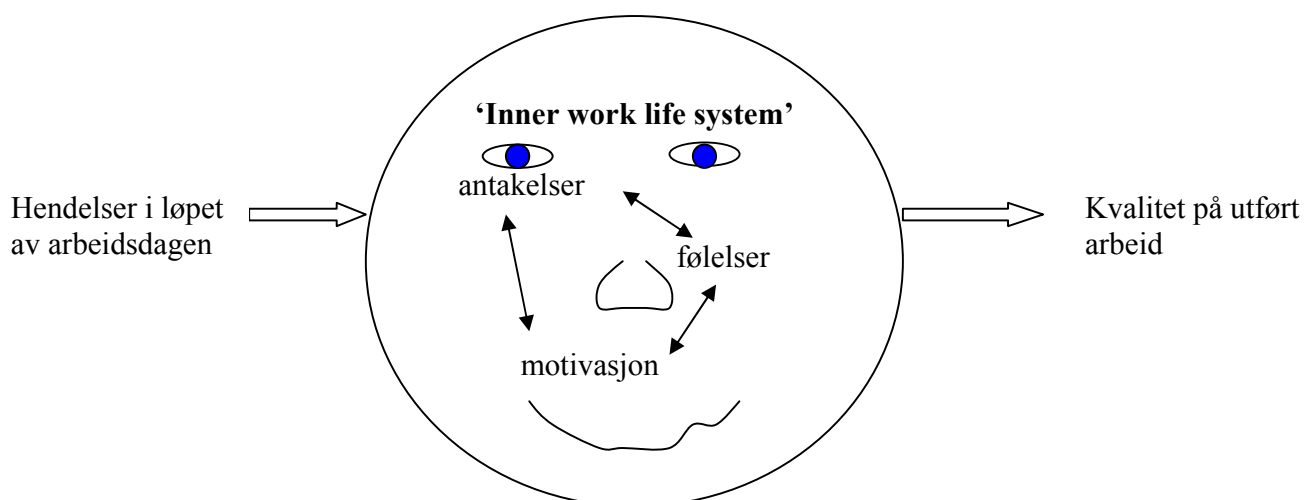 ‘Inner work life system’
antakelser
Hendelser i løpet
av arbeidsdagen
Kvalitet på utført
arbeid
følelser
motivasjon